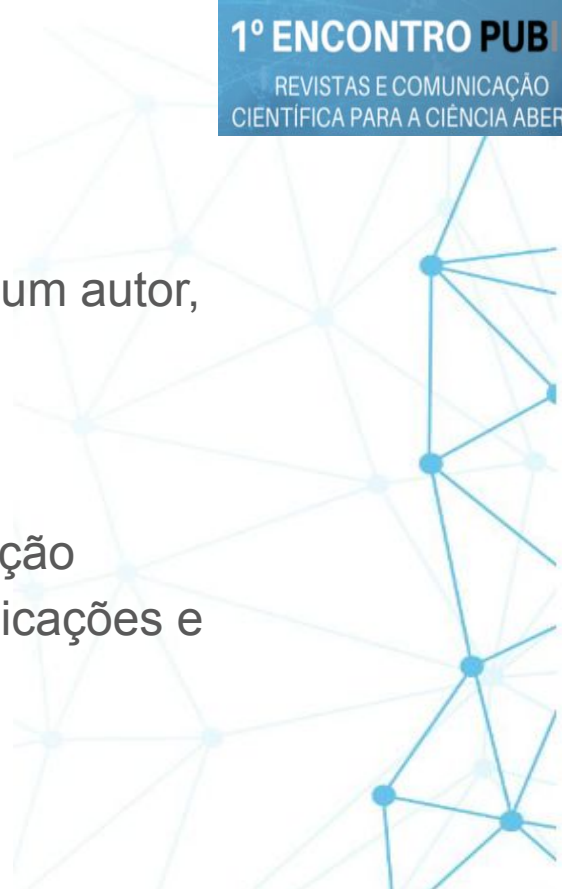 1º ENCONTRO PUB
REVISTAS E COMUNICAÇÃO
CIENTÍFICA PARA A CIÊNCIA ABER
um autor,
ção
icações e